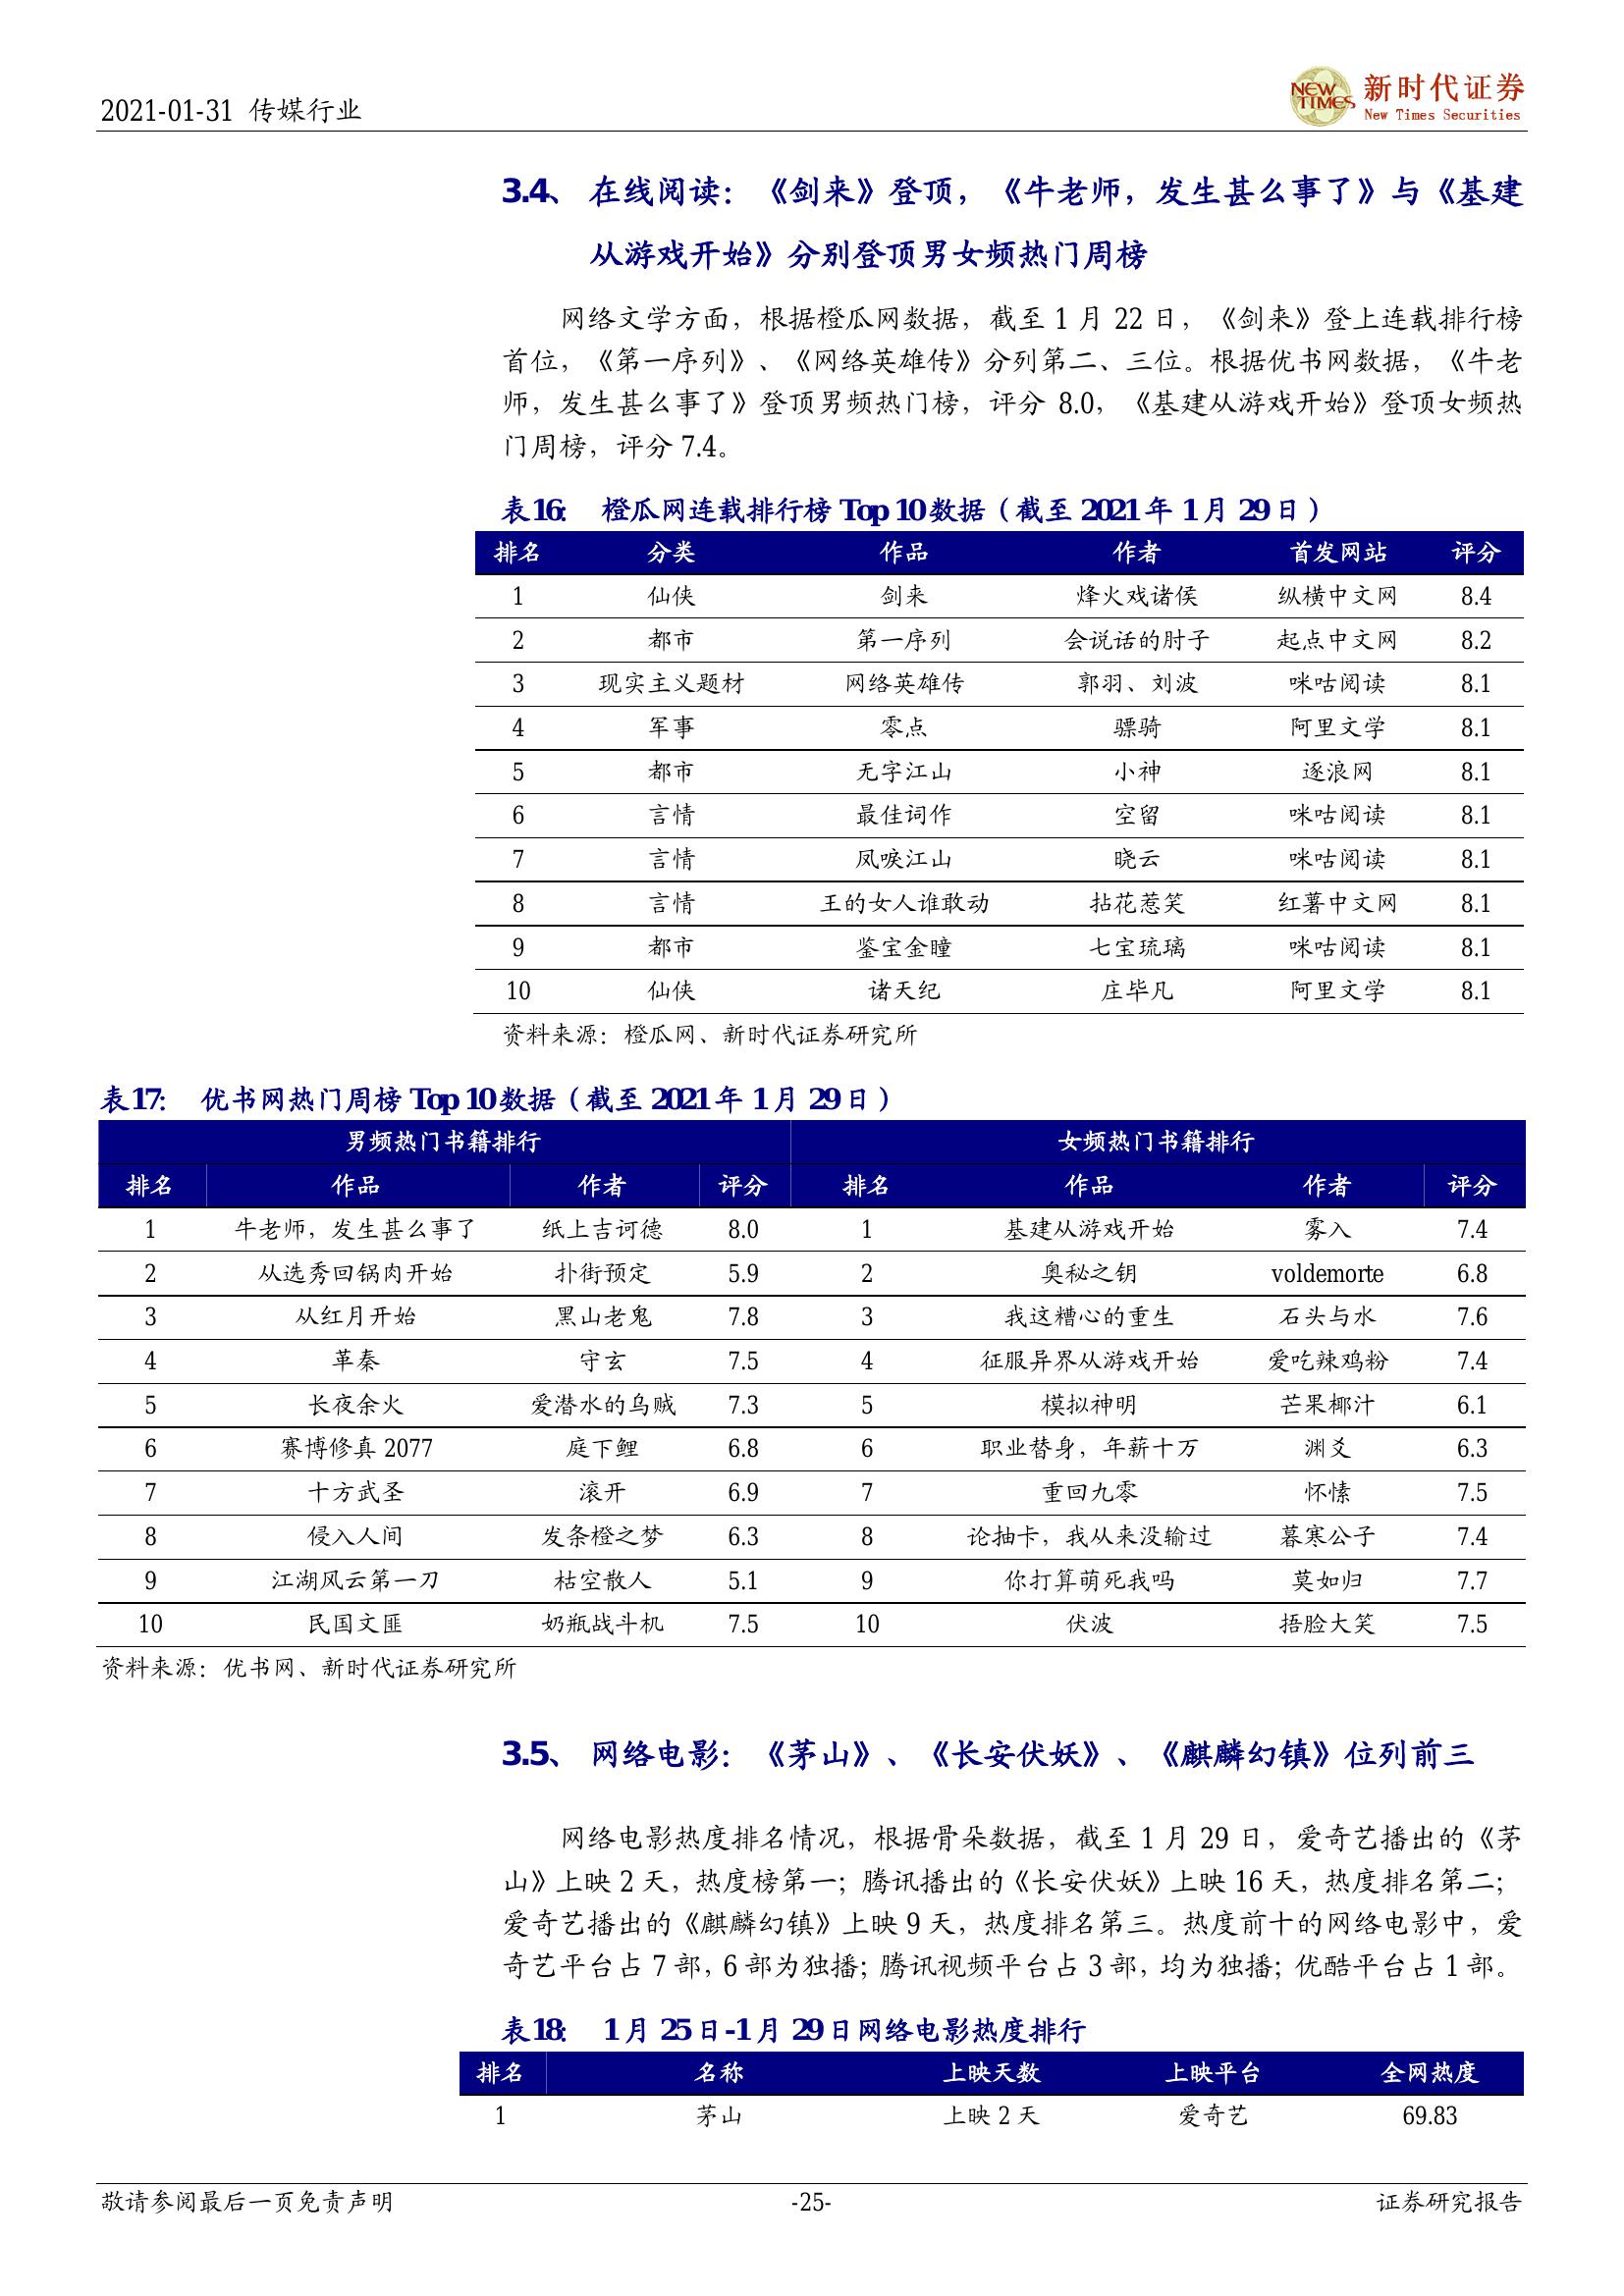 2021-01-31 传媒行业
NEW TIMES 新时代证券
New Times Securities
3.4、 在线阅读：《剑来》登顶，《牛老师，发生甚么事了》与《基建
从游戏开始》分别登顶男女频热门周榜
网络文学方面，根据橙瓜网数据，截至 1 月 22 日，《剑来》登上连载排行榜
首位，《第一序列》、《网络英雄传》分列第二、三位。根据优书网数据，《牛老
师，发生甚么事了》登顶男频热门榜，评分 8.0，《基建从游戏开始》登顶女频热
门周榜，评分 7.4。
表16： 橙瓜网连载排行榜 Top 10 数据（截至 2021 年 1 月 29 日）
排名 分类 作品 作者 首发网站 评分
1 仙侠 剑来 烽火戏诸侯 纵横中文网 8.4
2 都市 第一序列 会说话的肘子 起点中文网 8.2
3 现实主义题材 网络英雄传 郭羽、刘波 咪咕阅读 8.1
4 军事 零点 骠骑 阿里文学 8.1
5 都市 无字江山 小神 逐浪网 8.1
6 言情 最佳词作 空留 咪咕阅读 8.1
7 言情 凤唳江山 晓云 咪咕阅读 8.1
8 言情 王的女人谁敢动 拈花惹笑 红薯中文网 8.1
9 都市 鉴宝金瞳 七宝琉璃 咪咕阅读 8.1
10 仙侠 诸天纪 庄毕凡 阿里文学 8.1
资料来源：橙瓜网、新时代证券研究所
表17： 优书网热门周榜 Top 10 数据（截至 2021 年 1 月 29 日）
男频热门书籍排行 女频热门书籍排行
排名 作品 作者 评分 排名 作品 作者 评分
1 牛老师，发生甚么事了 纸上吉诃德 8.0 1 基建从游戏开始 雾入 7.4
2 从选秀回锅肉开始 扑街预定 5.9 2 奥秘之钥 voldemorte 6.8
3 从红月开始 黑山老鬼 7.8 3 我这糟心的重生 石头与水 7.6
4 革秦 守玄 7.5 4 征服异界从游戏开始 爱吃辣鸡粉 7.4
5 长夜余火 爱潜水的乌贼 7.3 5 模拟神明 芒果椰汁 6.1
6 赛博修真 2077 庭下鲤 6.8 6 职业替身，年薪十万 渊爻 6.3
7 十方武圣 滚开 6.9 7 重回九零 怀愫 7.5
8 侵入人间 发条橙之梦 6.3 8 论抽卡，我从来没输过 暮寒公子 7.4
9 江湖风云第一刀 枯空散人 5.1 9 你打算萌死我吗 莫如归 7.7
10 民国文匪 奶瓶战斗机 7.5 10 伏波 捂脸大笑 7.5
资料来源：优书网、新时代证券研究所
3.5、 网络电影：《茅山》、《长安伏妖》、《麒麟幻镇》位列前三
网络电影热度排名情况，根据骨朵数据，截至 1 月 29 日，爱奇艺播出的《茅
山》上映 2 天，热度榜第一；腾讯播出的《长安伏妖》上映 16 天，热度排名第二；
爱奇艺播出的《麒麟幻镇》上映 9 天，热度排名第三。热度前十的网络电影中，爱
奇艺平台占 7 部，6 部为独播；腾讯视频平台占 3 部，均为独播；优酷平台占 1 部。
表18： 1 月 25 日-1 月 29 日网络电影热度排行
排名 名称 上映天数 上映平台 全网热度
1 茅山 上映 2 天 爱奇艺 69.83
敬请参阅最后一页免责声明 -25- 证券研究报告